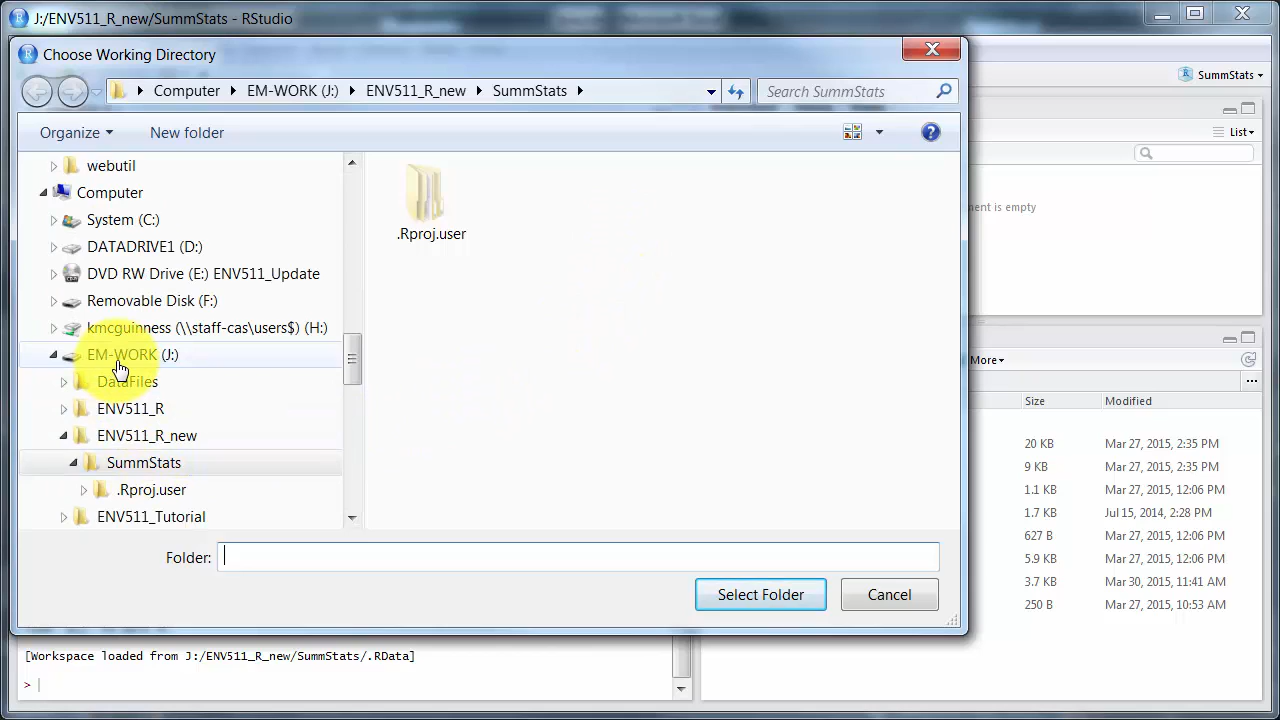 J:/ENV511_R_new/SummStats - RStudio
Choose Working Directory
Computer EM-WORK (J:) ENV511_R_new SummStats
Search SummStats
Organize
New folder
webutil
Computer
System (C:)
DATADRIVE1 (D:)
DVD RW Drive (E:) ENV511_Update
Removable Disk (F:)
kmcguinness (\\staff-cas\users$) (H:)
EM-WORK (J:)
DataFiles
ENV511_R
ENV511_R_new
SummStats
.Rproj.user
ENV511_Tutorial
.Rproj.user
Folder:
Select Folder
Cancel
SummStats
List
ment is empty
More
Size Modified
20 KB Mar 27, 2015, 2:35 PM
9 KB Mar 27, 2015, 2:35 PM
1.1 KB Mar 27, 2015, 12:06 PM
1.7 KB Jul 15, 2014, 2:28 PM
627 B Mar 27, 2015, 12:06 PM
5.9 KB Mar 27, 2015, 12:06 PM
3.7 KB Mar 30, 2015, 11:41 AM
250 B Mar 27, 2015, 10:53 AM
[Workspace loaded from J:/ENV511_R_new/SummStats/.RData]
>